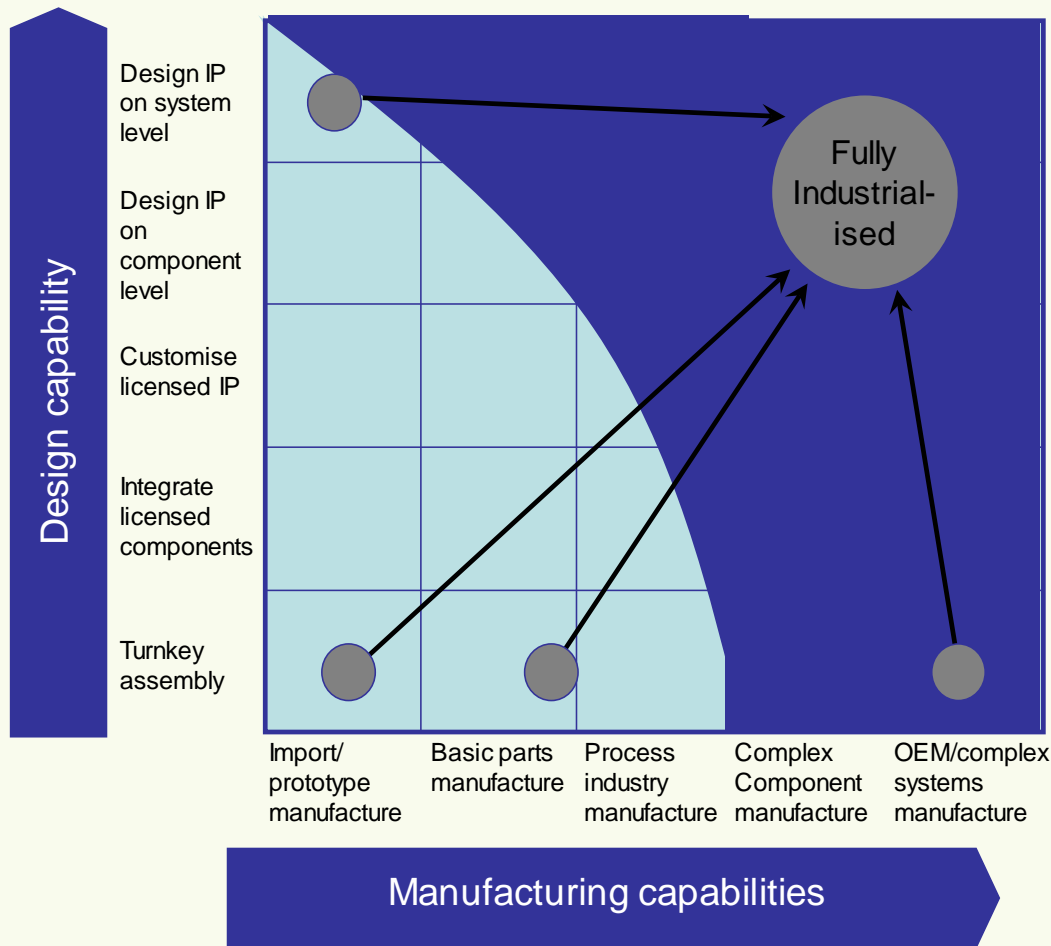 Design capability
Design IP
on system
level
Design IP
on
component
level
Customise
licensed IP
Integrate
licensed
components
Turnkey
assembly
Fully
Industrial-
ised
Import/
prototype
manufacture
Basic parts
manufacture
Process
industry
manufacture
Complex
Component
manufacture
OEM/complex
systems
manufacture
Manufacturing capabilities